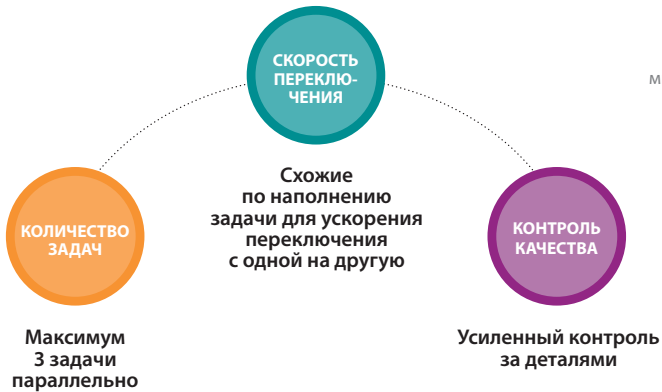 СКОРОСТЬ
ПЕРЕКЛЮ-
ЧЕНИЯ
м
Схожие
по наполнению
задачи для ускорения
переключения
с одной на другую
КОЛИЧЕСТВО
ЗАДАЧ
Максимум
3 задачи
параллельно
КОНТРОЛЬ
КАЧЕСТВА
Усиленный контроль
за деталями